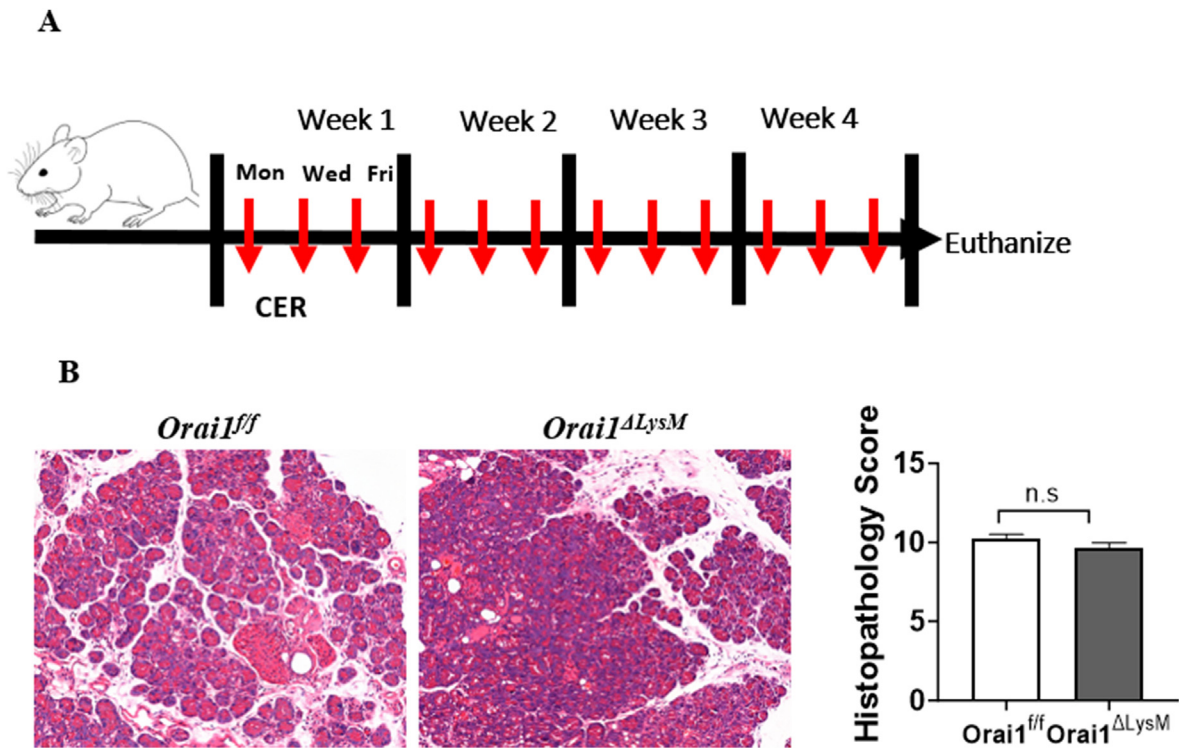 A
Week 1 Week 2 Week 3 Week 4
Mon Wed Fri
Euthanize
CER
B
Orai1f/f Orai1ΔLysM
Histopathology Score
15
n.s
10
5
0
Orai1f/f Orai1ΔLysM